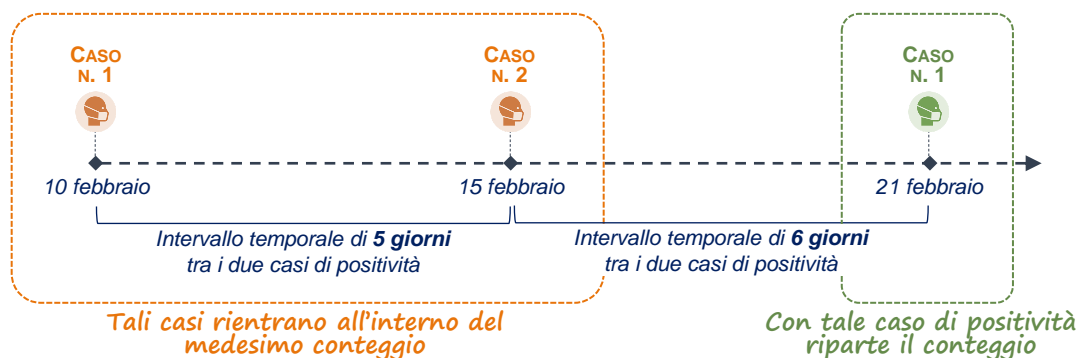 CASO
N. 1
CASO
N. 2
CASO
N. 1
10 febbraio
15 febbraio
21 febbraio
Intervallo temporale di 5 giorni
tra i due casi di positività
Intervallo temporale di 6 giorni
tra i due casi di positività
Tali casi rientrano all'interno del
medesimo conteggio
Con tale caso di positività
riparte il conteggio